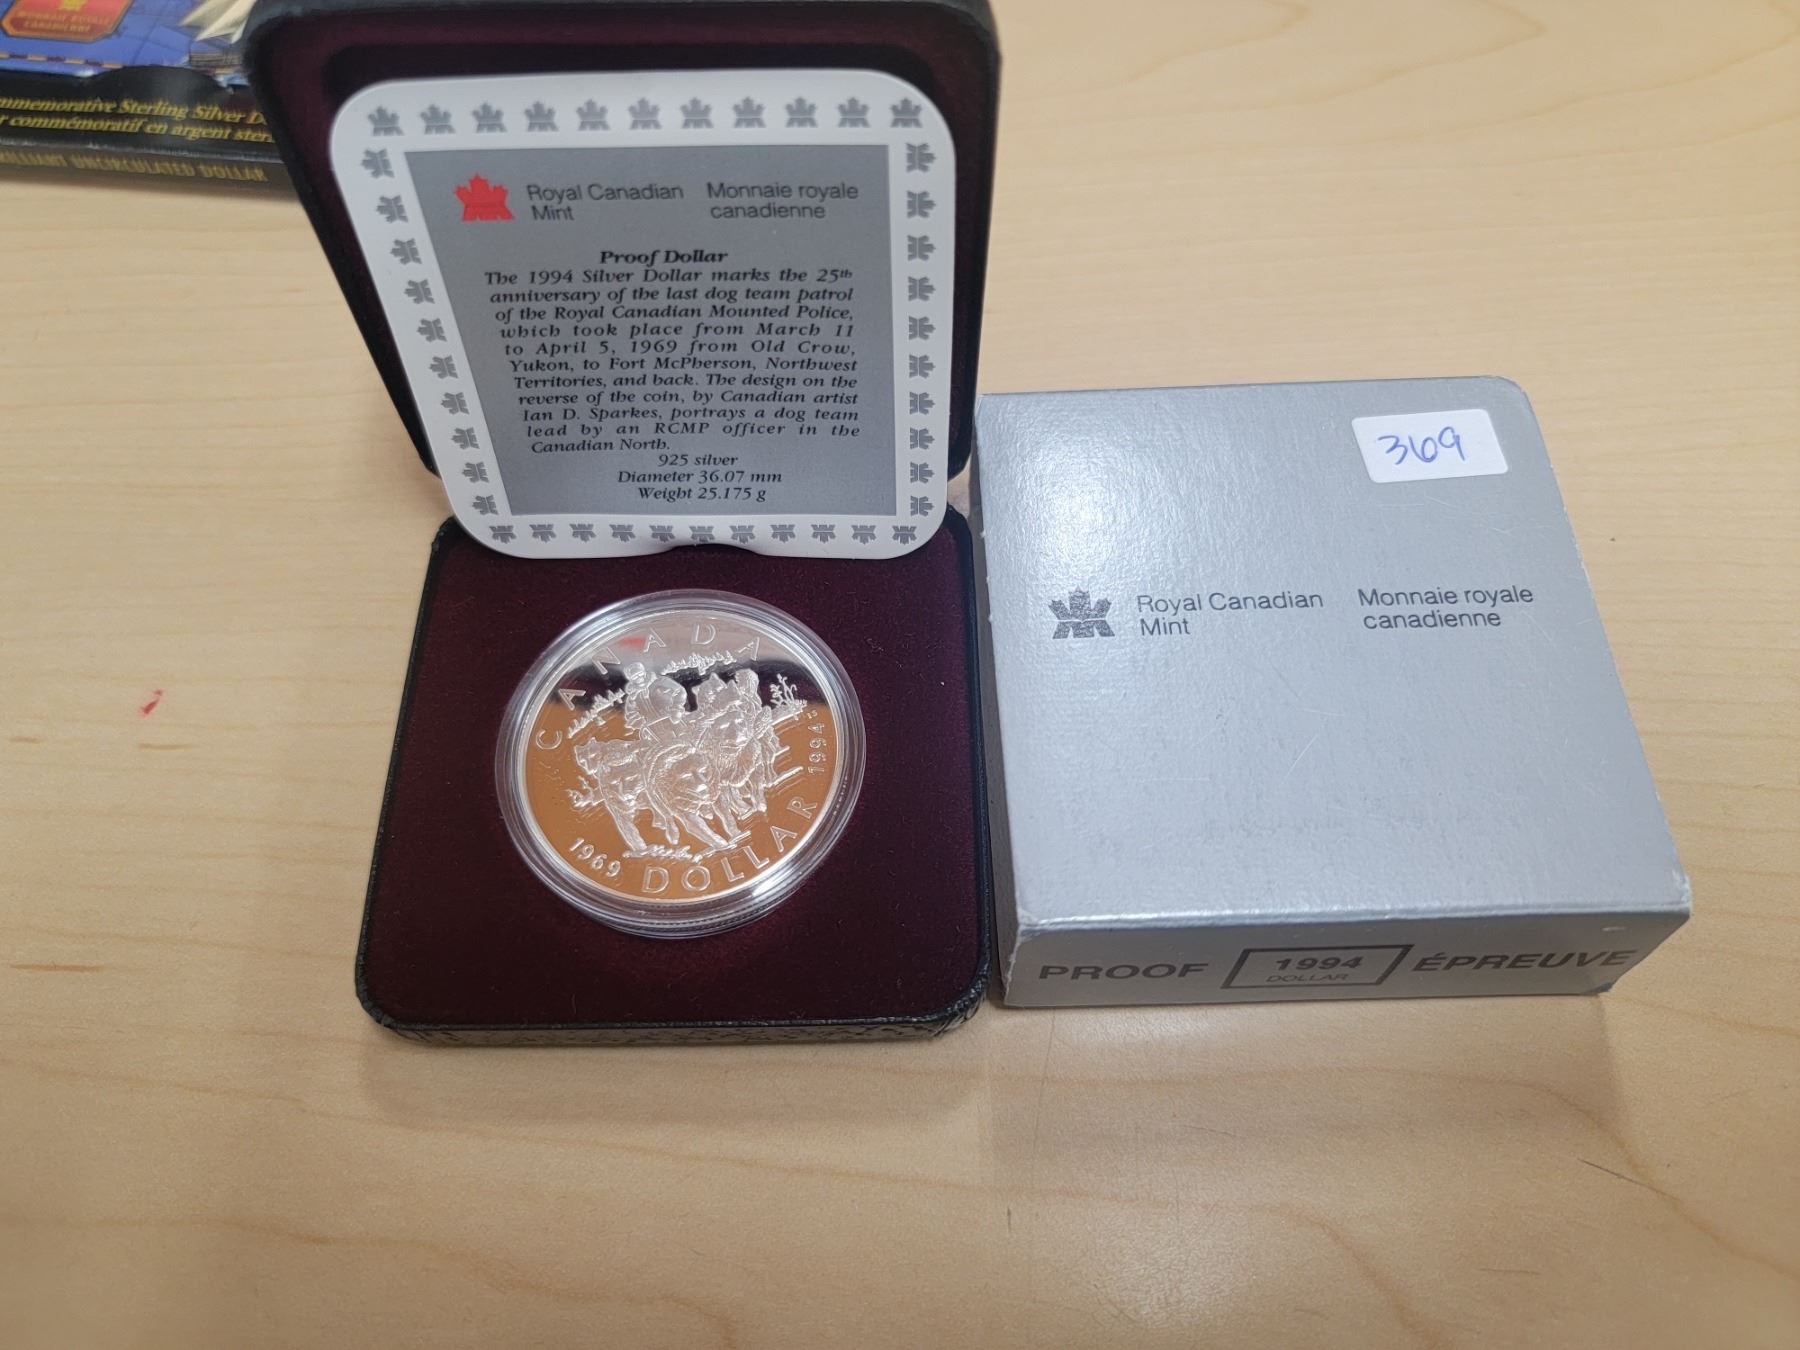 MONNAIE ROYALE
CANADIENNE
Sterling Silver
commémoratif en argent
UNCIRCULATED DOLLAR
Royal Canadian Mint
Monnaie royale canadienne
Proof Dollar
The 1994 Silver Dollar marks the 25th
anniversary of the last dog team patrol
of the Royal Canadian Mounted Police,
which took place from March 11
to April 5, 1969 from Old Crow,
Yukon, to Fort McPherson, Northwest
Territories, and back. The design on the
reverse of the coin, by Canadian artist
Ian D. Sparkes, portrays a dog team
lead by an RCMP officer in the
Canadian North.
925 silver
Diameter 36.07 mm
Weight 25.175 g
CANADA
1969 DOLLAR 1994
IS
369
Royal Canadian Mint
Monnaie royale canadienne
PROOF 1994 ÉPREUVE
DOLLAR